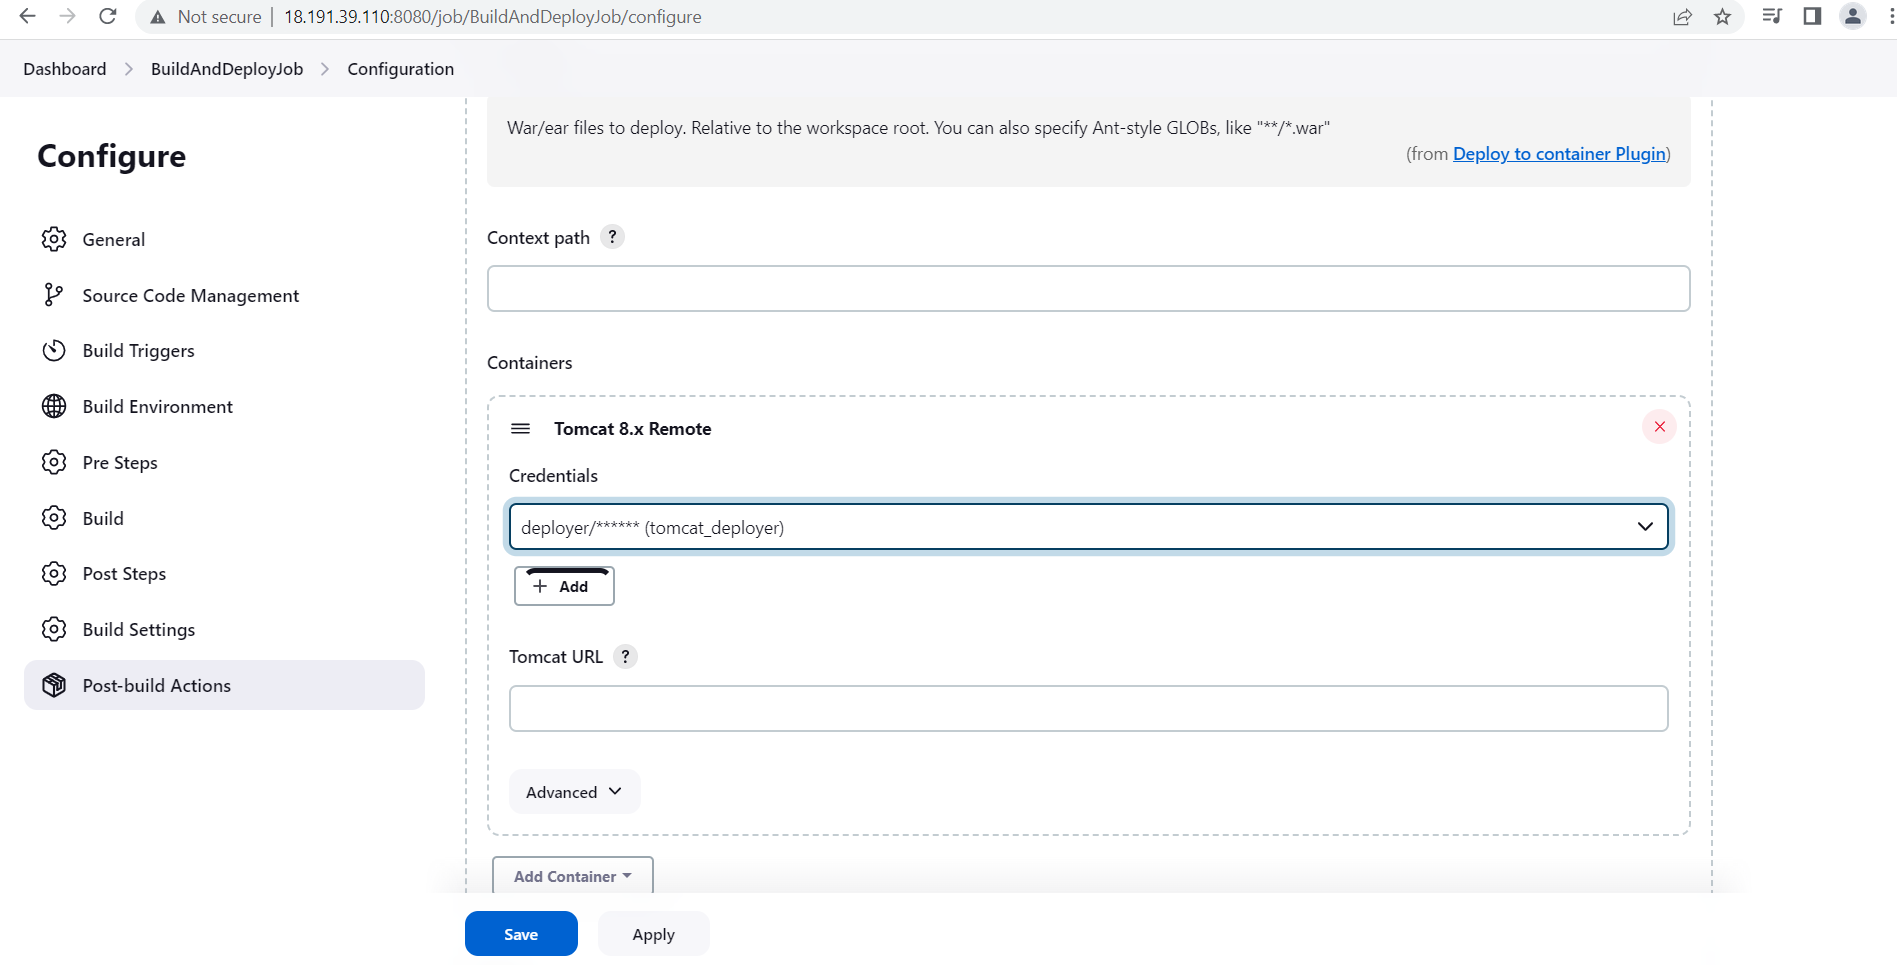 Not secure | 18.191.39.110:8080/job/BuildAndDeployJob/configure
Dashboard > BuildAndDeployJob > Configuration
Configure
General
Source Code Management
Build Triggers
Build Environment
Pre Steps
Build
Post Steps
Build Settings
Post-build Actions
War/ear files to deploy. Relative to the workspace root. You can also specify Ant-style GLOBs, like "**/*.war"
(from Deploy to container Plugin)
Context path ?
Containers
Tomcat 8.x Remote
Credentials
deployer/****** (tomcat_deployer)
+ Add
Tomcat URL ?
Advanced
Add Container
Save Apply